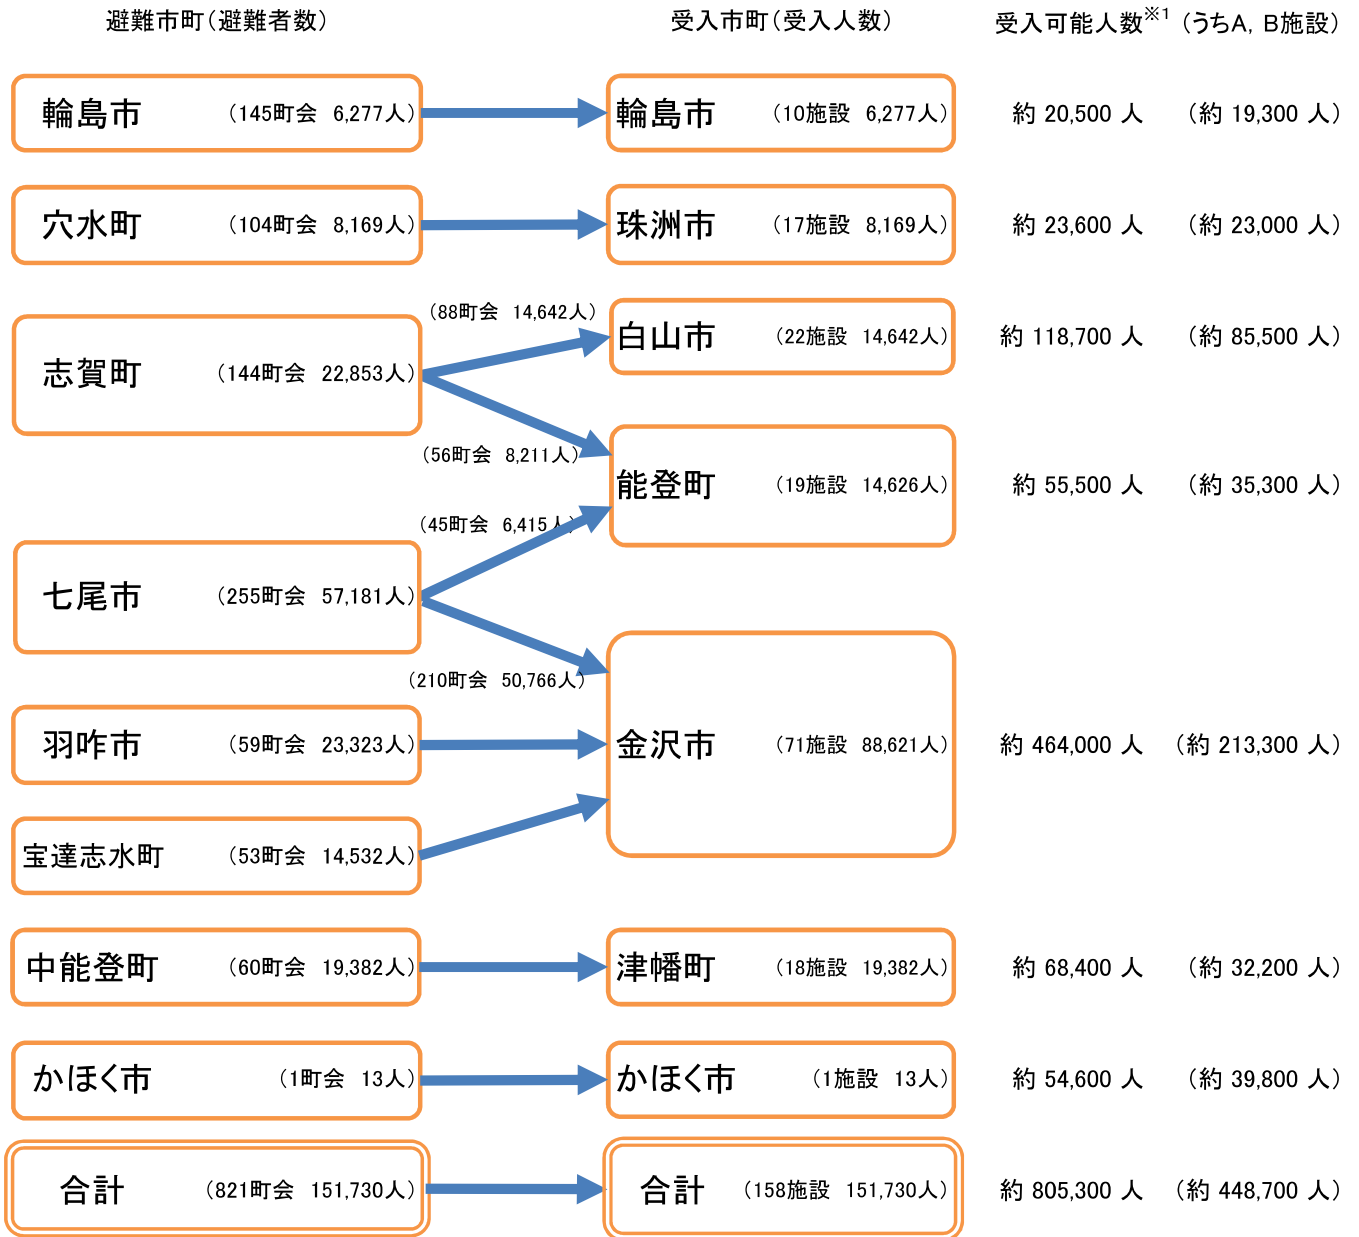 避難市町（避難者数）　受入市町（受入人数）　受入可能人数※1（うちA, B施設）
輪島市　（145町会　6,277人）　輪島市　（10施設　6,277人）　約 20,500 人　（約 19,300 人）
穴水町　（104町会　8,169人）　珠洲市　（17施設　8,169人）　約 23,600 人　（約 23,000 人）
（88町会　14,642人）
白山市　（22施設　14,642人）　約 118,700 人　（約 85,500 人）
志賀町　（144町会　22,853人）
（56町会　8,211人）
能登町　（19施設　14,626人）　約 55,500 人　（約 35,300 人）
（45町会　6,415人）
七尾市　（255町会　57,181人）
（210町会　50,766人）
羽咋市　（59町会　23,323人）　金沢市　（71施設　88,621人）　約 464,000 人　（約 213,300 人）
宝達志水町　（53町会　14,532人）
中能登町　（60町会　19,382人）　津幡町　（18施設　19,382人）　約 68,400 人　（約 32,200 人）
かほく市　（1町会　13人）　かほく市　（1施設　13人）　約 54,600 人　（約 39,800 人）
合計　（821町会　151,730人）　合計　（158施設　151,730人）　約 805,300 人　（約 448,700 人）